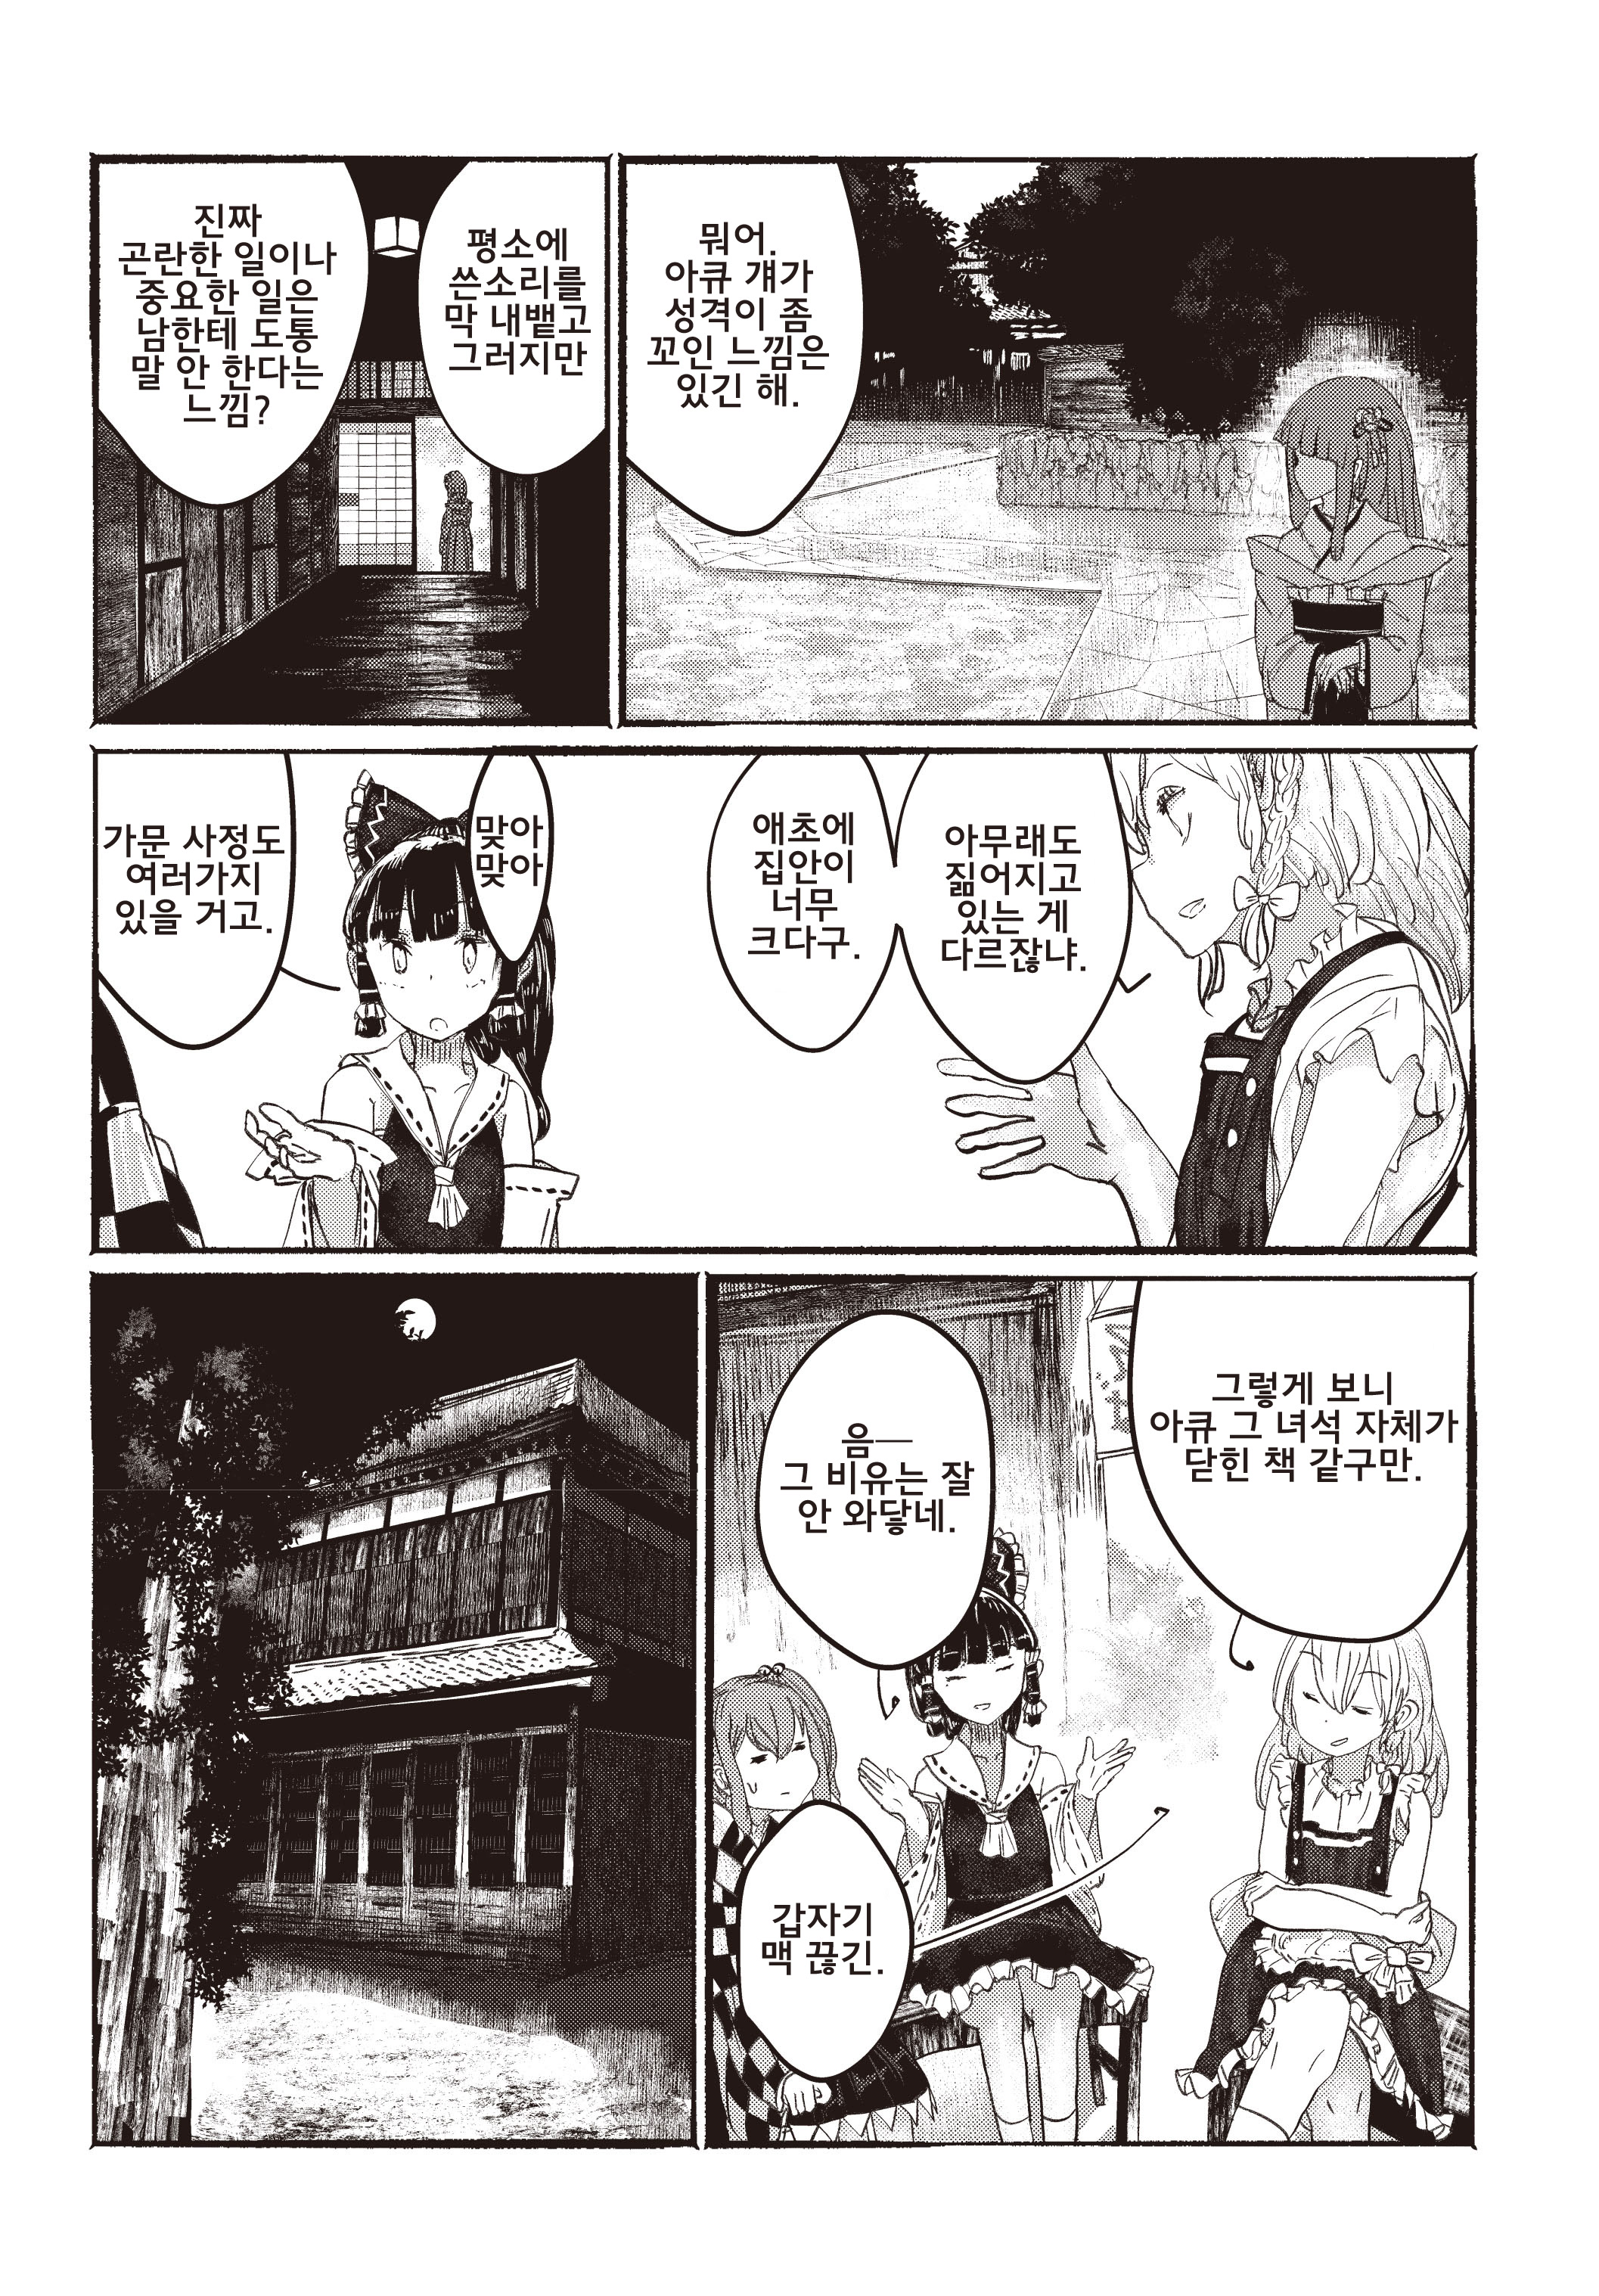 뭐어.
아큐 걔가
성격이 좀
꼬인 느낌은
있긴 해.
평소에
쓴소리를
막 내뱉고
그러지만
진짜
곤란한 일이나
중요한 일은
남한테 도통
말 안 한다는
느낌?
아무래도
짊어지고
있는 게
다르잖냐.
애초에
집안이
너무
크다구.
맞아
맞아
가문 사정도
여러가지
있을 거고.
그렇게 보니
아큐 그 녀석 자체가
닫힌 책 같구만.
음—
그 비유는 잘
안 와닿네.
갑자기
맥 끊긴.